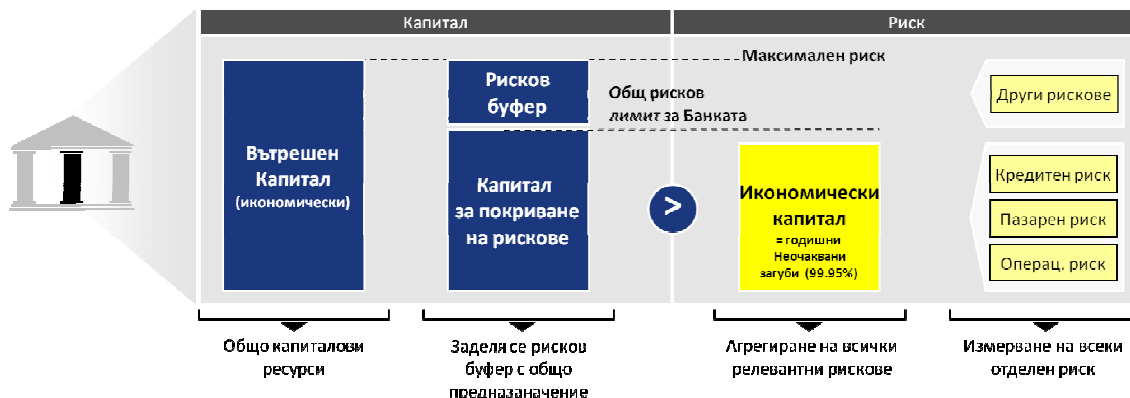 Капитал
Риск
Вътрешен
Капитал
(икономически)
Рисков
буфер
Капитал
за покриване
на рискове
Максимален риск
Общ рисков
лимит за Банката
>
Икономически
капитал
= годишни
Неочаквани
загуби (99.95%)
Други рискове
Кредитен риск
Пазарен риск
Операц. риск
Общо капиталови
ресурси
Заделя се рисков
буфер с общо
предназаначение
Агрегиране на всички
релевантни рискове
Измерване на всеки
отделен риск